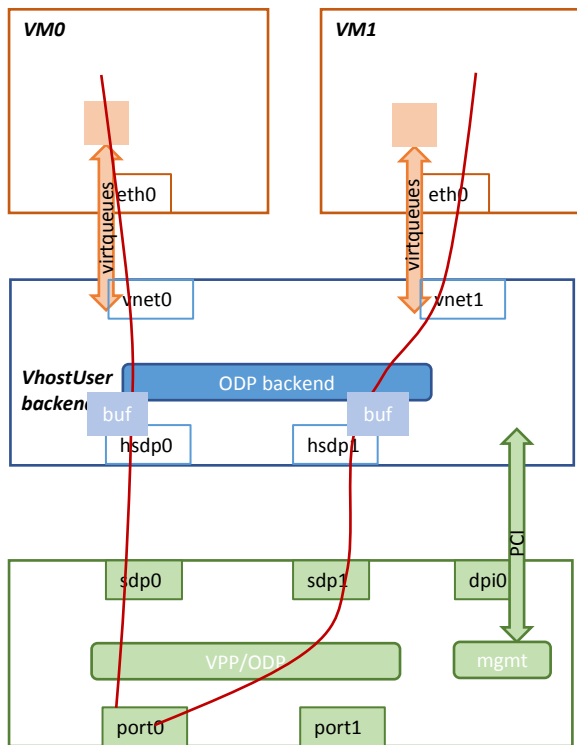 VM0
VM1
eth0
eth0
virtqueues
virtqueues
vnet0
vnet1
VhostUser
backend
ODP backend
buf
buf
hsdp0
hsdp1
PCI
sdp0
sdp1
dpi0
VPP/ODP
mgmt
port0
port1